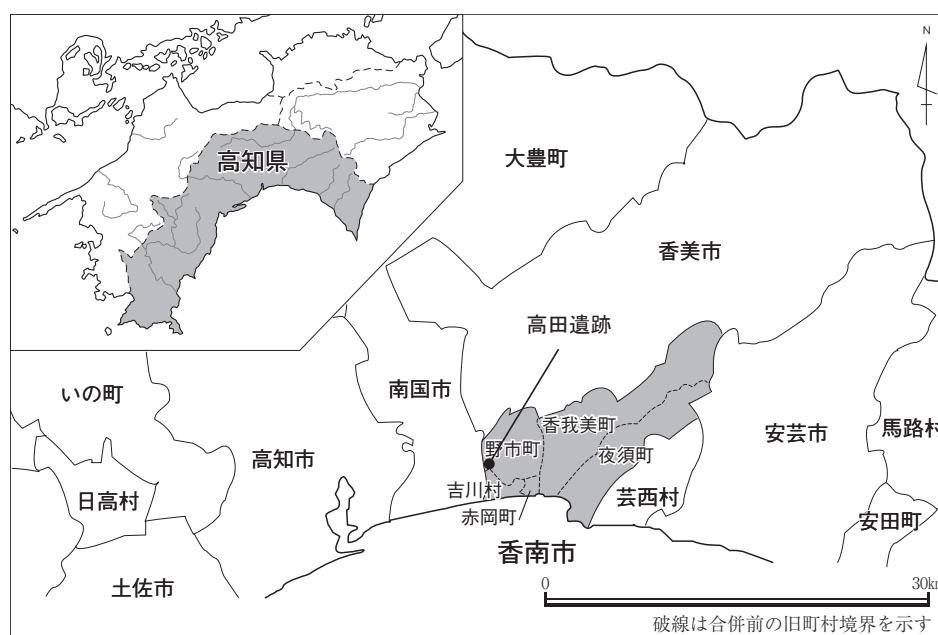 高知県
N
大豊町
香美市
高田遺跡
いの町
南国市
香我美町
野市町
高知市
夜須町
安芸市
馬路村
日高村
吉川村
芸西村
赤岡町
安田町
香南市
土佐市
0
30km
破線は合併前の旧町村境界を示す